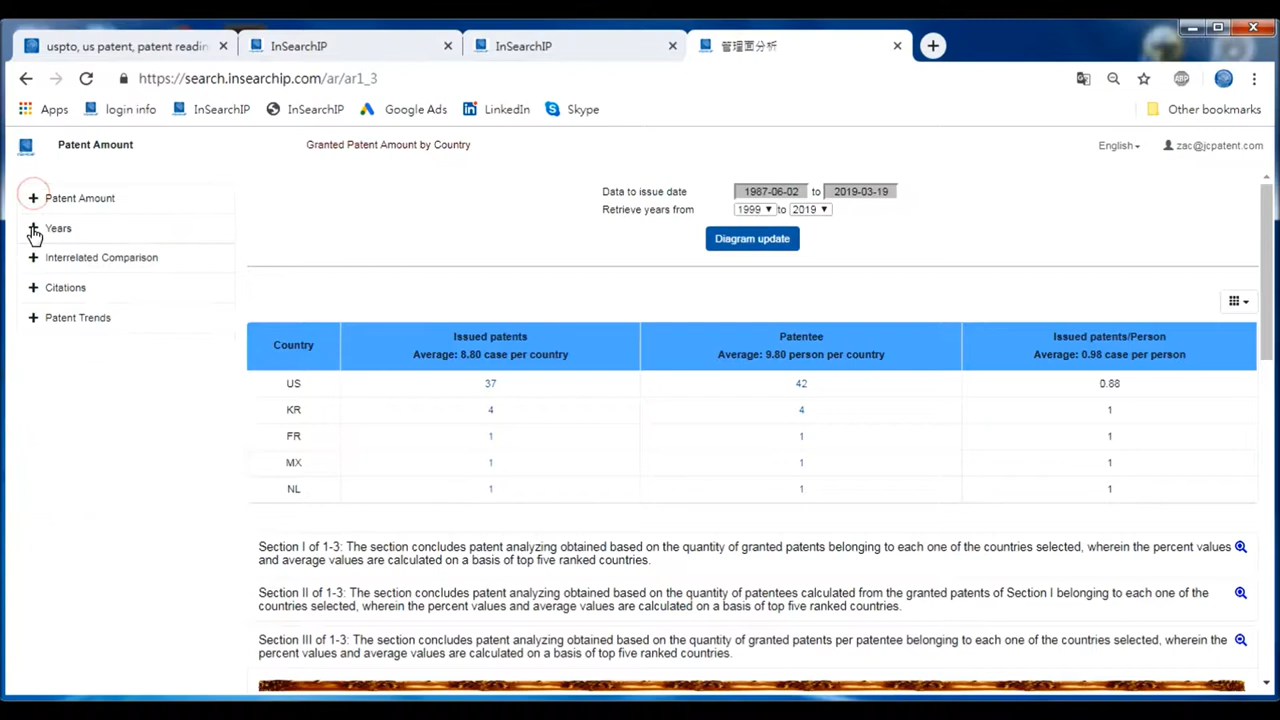 uspto, us patent, patent readin
InSearchIP
InSearchIP
管理面分析
https://search.insearchip.com/ar/ar1_3
Apps
login info
InSearchIP
InSearchIP
Google Ads
LinkedIn
Skype
Other bookmarks
Patent Amount
Granted Patent Amount by Country
English
zac@jcpatent.com
Patent Amount
Years
Interrelated Comparison
Citations
Patent Trends
Data to issue date 1987-06-02 to 2019-03-19
Retrieve years from 1999 to 2019
Diagram update
Country
Issued patents
Average: 8.80 case per country
Patentee
Average: 9.80 person per country
Issued patents/Person
Average: 0.98 case per person
US 37 42 0.88
KR 4 4 1
FR 1 1 1
MX 1 1 1
NL 1 1 1
Section I of 1-3: The section concludes patent analyzing obtained based on the quantity of granted patents belonging to each one of the countries selected, wherein the percent values
and average values are calculated on a basis of top five ranked countries.
Section II of 1-3: The section concludes patent analyzing obtained based on the quantity of patentees calculated from the granted patents of Section I belonging to each one of the
countries selected, wherein the percent values and average values are calculated on a basis of top five ranked countries.
Section III of 1-3: The section concludes patent analyzing obtained based on the quantity of granted patents per patentee belonging to each one of the countries selected, wherein the
percent values and average values are calculated on a basis of top five ranked countries.